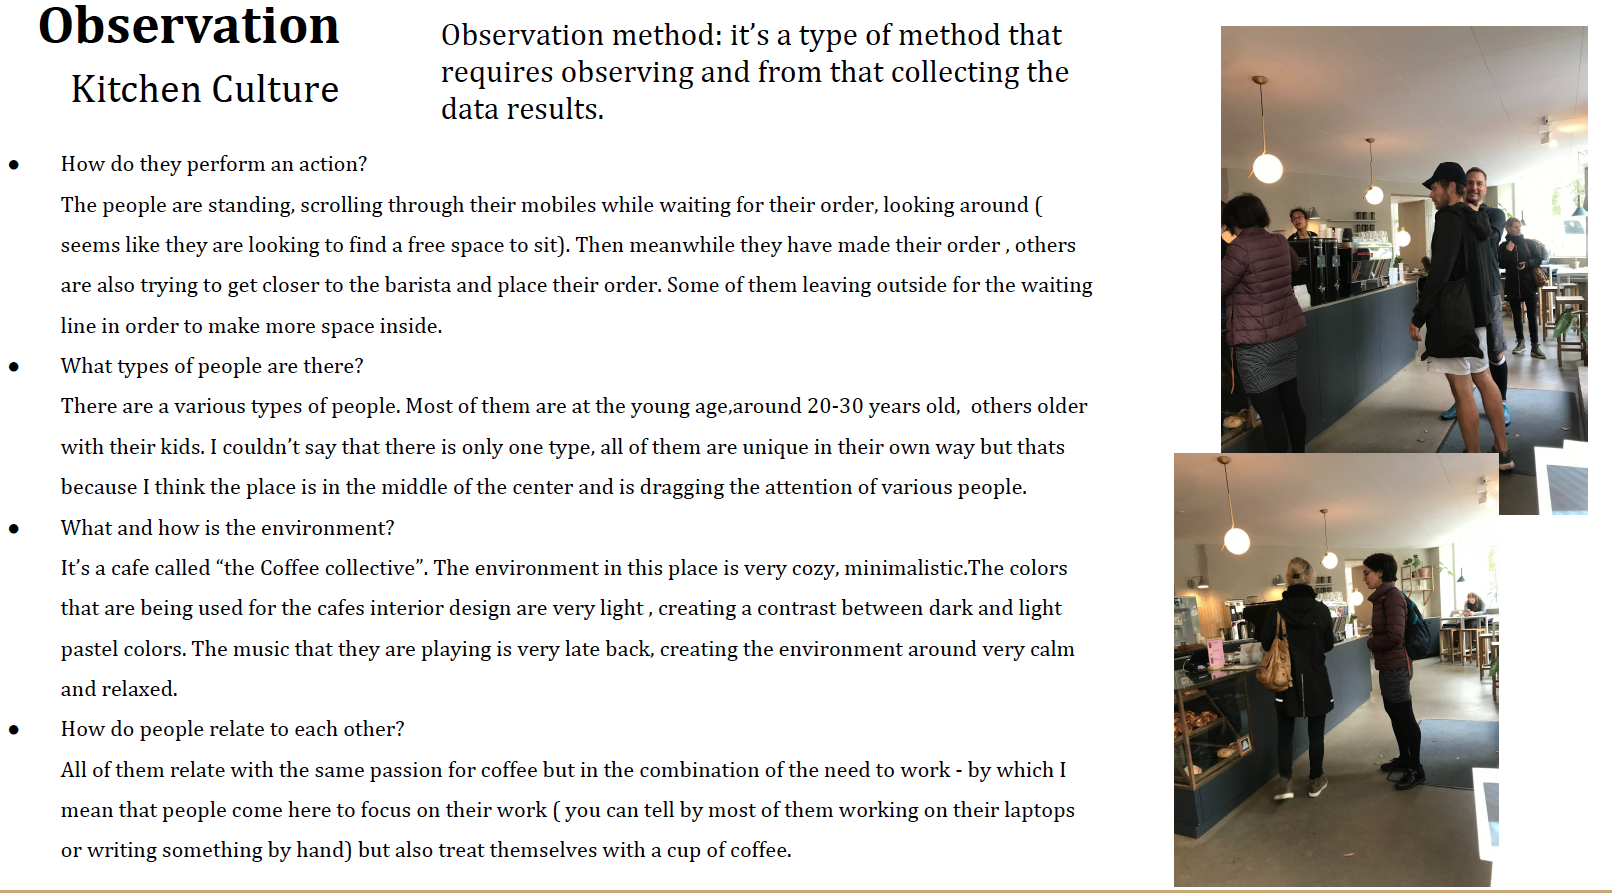 Observation
Kitchen Culture
Observation method: it’s a type of method that
requires observing and from that collecting the
data results.
● How do they perform an action?
The people are standing, scrolling through their mobiles while waiting for their order, looking around (
seems like they are looking to find a free space to sit). Then meanwhile they have made their order , others
are also trying to get closer to the barista and place their order. Some of them leaving outside for the waiting
line in order to make more space inside.
● What types of people are there?
There are a various types of people. Most of them are at the young age,around 20-30 years old,  others older
with their kids. I couldn’t say that there is only one type, all of them are unique in their own way but thats
because I think the place is in the middle of the center and is dragging the attention of various people.
● What and how is the environment?
It’s a cafe called “the Coffee collective”. The environment in this place is very cozy, minimalistic.The colors
that are being used for the cafes interior design are very light , creating a contrast between dark and light
pastel colors. The music that they are playing is very late back, creating the environment around very calm
and relaxed.
● How do people relate to each other?
All of them relate with the same passion for coffee but in the combination of the need to work - by which I
mean that people come here to focus on their work ( you can tell by most of them working on their laptops
or writing something by hand) but also treat themselves with a cup of coffee.